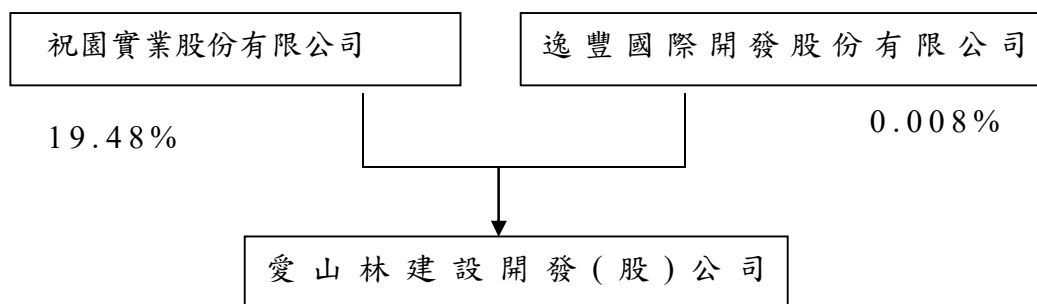 祝園實業股份有限公司
逸豐國際開發股份有限公司
19.48%
0.008%
愛山林建設開發(股)公司